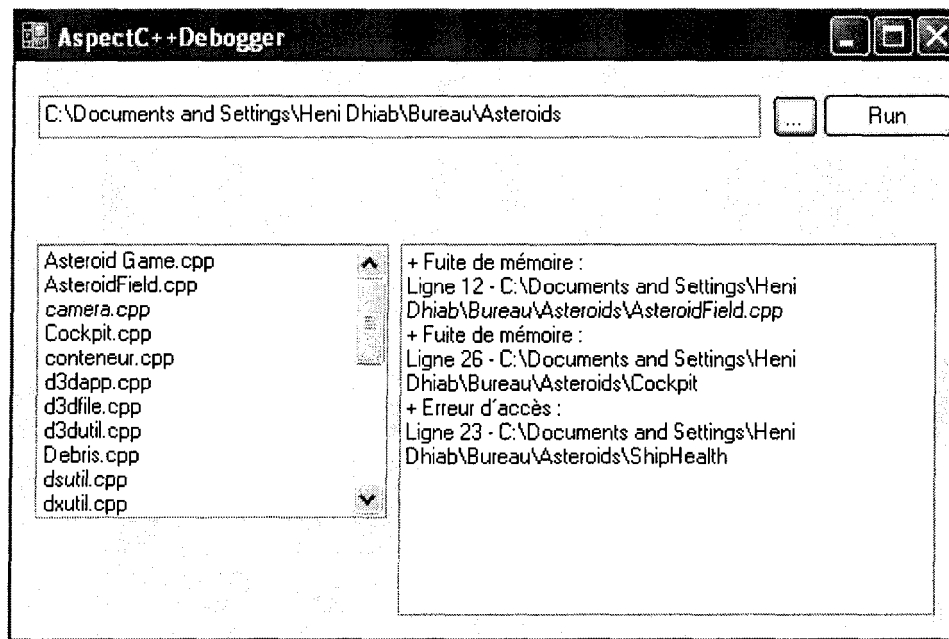 AspectC++Debogger
C:\Documents and Settings\Heni Dhiab\Bureau\Asteroids
...
Run
Asteroid Game.cpp
AsteroidField.cpp
camera.cpp
Cockpit.cpp
conteneur.cpp
d3dapp.cpp
d3dfile.cpp
d3dutil.cpp
Debris.cpp
dsutil.cpp
dxutil.cpp
+ Fuite de mémoire :
Ligne 12 - C:\Documents and Settings\Heni
Dhiab\Bureau\Asteroids\AsteroidField.cpp
+ Fuite de mémoire :
Ligne 26 - C:\Documents and Settings\Heni
Dhiab\Bureau\Asteroids\Cockpit
+ Erreur d'accès :
Ligne 23 - C:\Documents and Settings\Heni
Dhiab\Bureau\Asteroids\ShipHealth